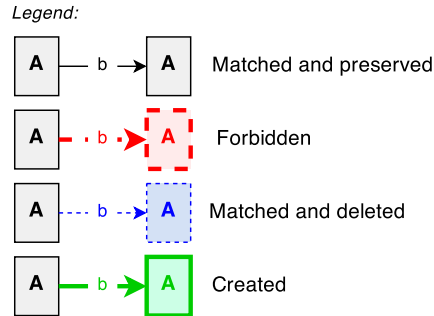 Legend:
A b A Matched and preserved
A b A Forbidden
A b A Matched and deleted
A b A Created